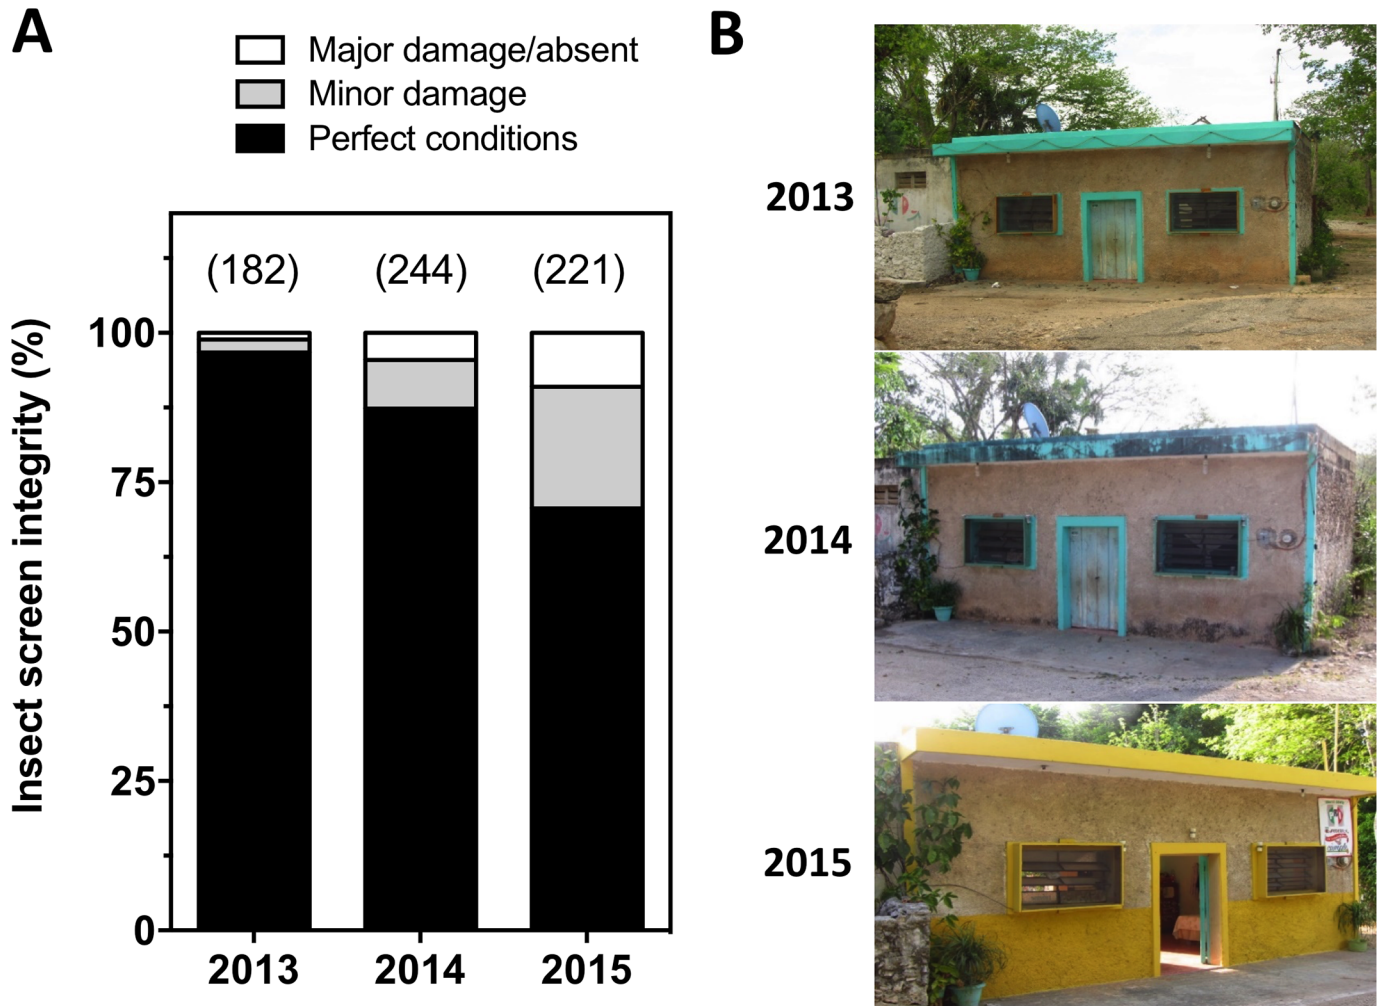 A
Major damage/absent
Minor damage
Perfect conditions
Insect screen integrity (%)
(182) (244) (221)
100
75
50
25
0
2013 2014 2015
B
2013
2014
2015